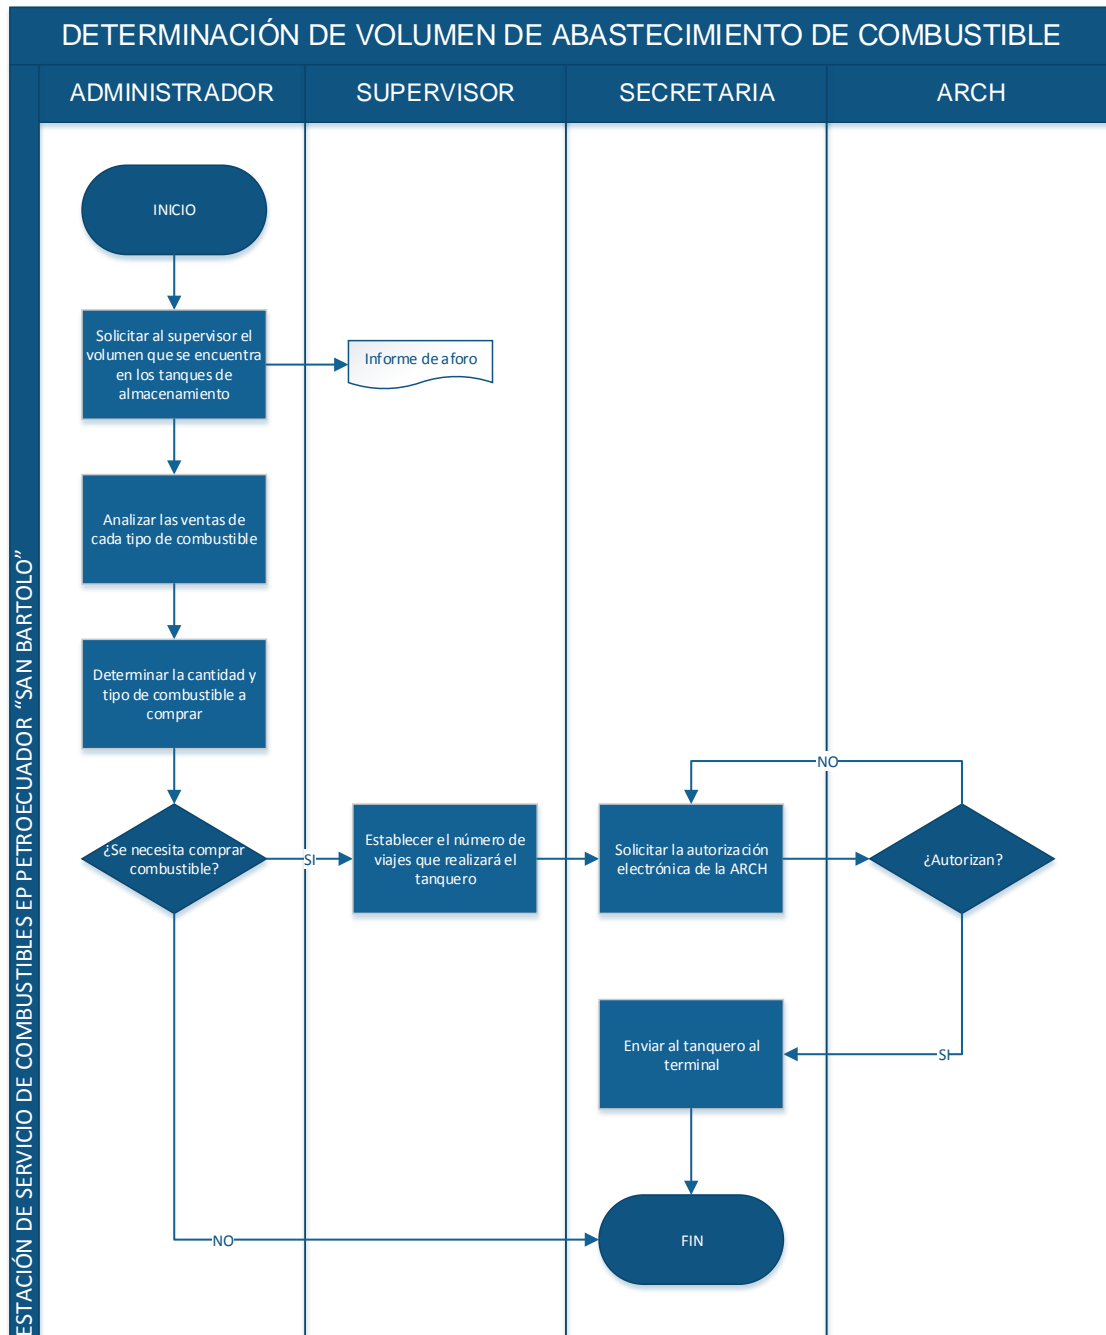 DETERMINACIÓN DE VOLUMEN DE ABASTECIMIENTO DE COMBUSTIBLE
ESTACIÓN DE SERVICIO DE COMBUSTIBLES EP PETROECUADOR “SAN BARTOLO”
ADMINISTRADOR
SUPERVISOR
SECRETARIA
ARCH
INICIO
Solicitar al supervisor el
volumen que se encuentra
en los tanques de
almacenamiento
Informe de aforo
Analizar las ventas de
cada tipo de combustible
Determinar la cantidad y
tipo de combustible a
comprar
NO
¿Se necesita comprar
combustible?
SI
Establecer el número de
viajes que realizará el
tanquero
Solicitar la autorización
electrónica de la ARCH
¿Autorizan?
Enviar al tanquero al
terminal
SI
NO
FIN